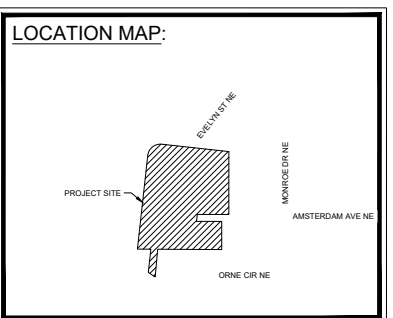 LOCATION MAP:
EVELYN ST NE
MONROE DR NE
PROJECT SITE
AMSTERDAM AVE NE
ORNE CIR NE